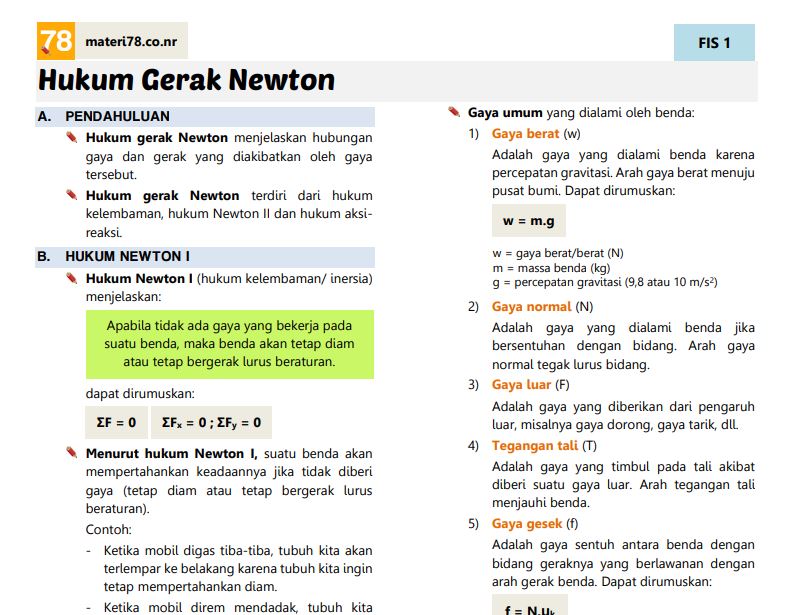 78 materi78.co.nr
FIS 1
Hukum Gerak Newton
A. PENDAHULUAN
Hukum gerak Newton menjelaskan hubungan
gaya dan gerak yang diakibatkan oleh gaya
tersebut.
Hukum gerak Newton terdiri dari hukum
kelembaman, hukum Newton II dan hukum aksi-
reaksi.
B. HUKUM NEWTON I
Hukum Newton I (hukum kelembaman/ inersia)
menjelaskan:
Apabila tidak ada gaya yang bekerja pada
suatu benda, maka benda akan tetap diam
atau tetap bergerak lurus beraturan.
dapat dirumuskan:
ΣF = 0 ΣFₓ = 0 ; ΣFᵧ = 0
Menurut hukum Newton I, suatu benda akan
mempertahankan keadaannya jika tidak diberi
gaya (tetap diam atau tetap bergerak lurus
beraturan).
Contoh:
- Ketika mobil digas tiba-tiba, tubuh kita akan
terlempar ke belakang karena tubuh kita ingin
tetap mempertahankan diam.
- Ketika mobil direm mendadak, tubuh kita
Gaya umum yang dialami oleh benda:
1) Gaya berat (w)
Adalah gaya yang dialami benda karena
percepatan gravitasi. Arah gaya berat menuju
pusat bumi. Dapat dirumuskan:
w = m.g
w = gaya berat/berat (N)
m = massa benda (kg)
g = percepatan gravitasi (9,8 atau 10 m/s²)
2) Gaya normal (N)
Adalah gaya yang dialami benda jika
bersentuhan dengan bidang. Arah gaya
normal tegak lurus bidang.
3) Gaya luar (F)
Adalah gaya yang diberikan dari pengaruh
luar, misalnya gaya dorong, gaya tarik, dll.
4) Tegangan tali (T)
Adalah gaya yang timbul pada tali akibat
diberi suatu gaya luar. Arah tegangan tali
menjauhi benda.
5) Gaya gesek (f)
Adalah gaya sentuh antara benda dengan
bidang geraknya yang berlawanan dengan
arah gerak benda. Dapat dirumuskan:
f = N.μₖ